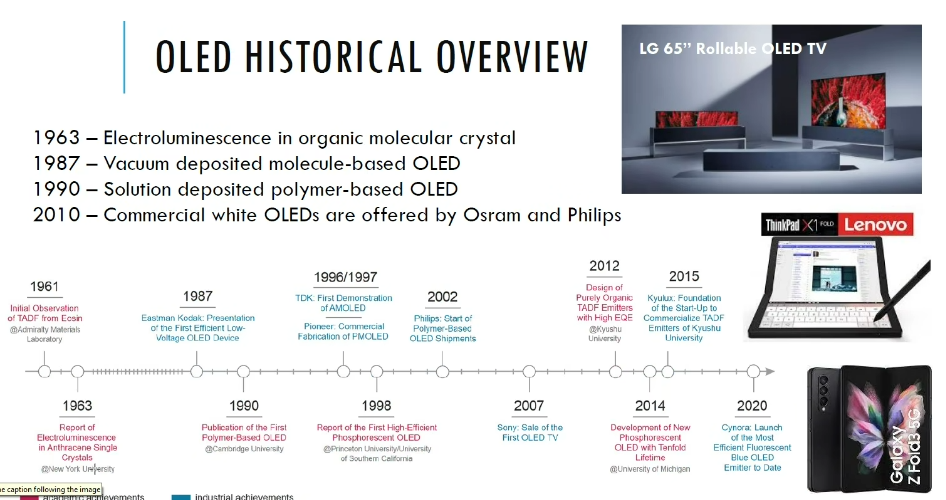 OLED HISTORICAL OVERVIEW
LG 65” Rollable OLED TV
1963 – Electroluminescence in organic molecular crystal
1987 – Vacuum deposited molecule-based OLED
1990 – Solution deposited polymer-based OLED
2010 – Commercial white OLEDs are offered by Osram and Philips
ThinkPad X1 FOLD Lenovo
1961
Initial Observation
of TADF from Eosin
@Admiralty Materials
Laboratory
1987
Eastman Kodak: Presentation
of the First Efficient Low-
Voltage OLED Device
1996/1997
TDK: First Demonstration
of AMOLED
Pioneer: Commercial
Fabrication of PMOLED
2002
Philips: Start of
Polymer-Based
OLED Shipments
2012
Design of
Purely Organic
TADF Emitters
with High EQE
@Kyushu
University
2015
Kyulux: Foundation
of the Start-Up to
Commercialize TADF
Emitters of Kyushu
University
1963
Report of
Electroluminescence
in Anthracene Single
Crystals
@New York University
1990
Publication of the First
Polymer-Based OLED
@Cambridge University
1998
Report of the First High-Efficient
Phosphorescent OLED
@Princeton University/University
of Southern California
2007
Sony: Sale of the
First OLED TV
2014
Development of New
Phosphorescent
OLED with Tenfold
Lifetime
@University of Michigan
2020
Cynora: Launch
of the Most
Efficient Fluorescent
Blue OLED
Emitter to Date
Galaxy
Z Fold3 5G
ne caption following the image
academic achievements
industrial achievements